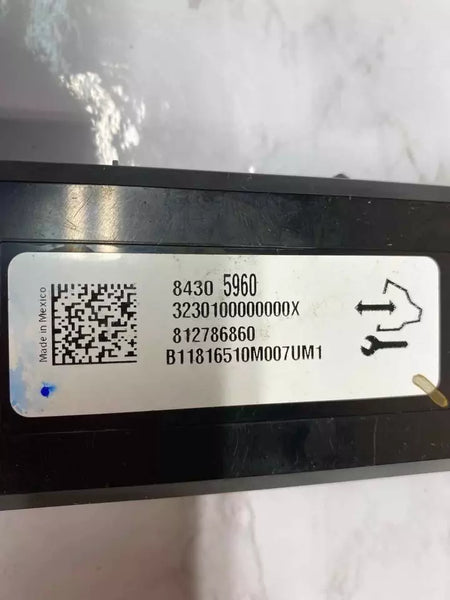 Made in Mexico
8430 5960
3230100000000X
812786860
B11816510M007UM1